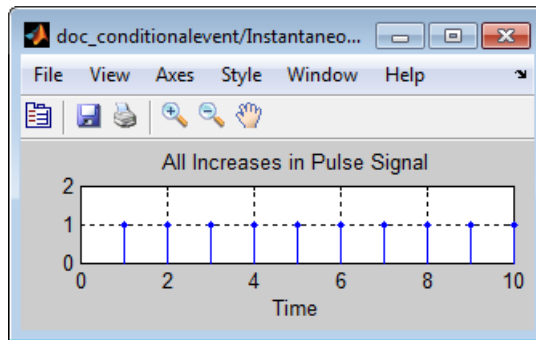 doc_conditionalevent/Instantaneo...
File View Axes Style Window Help
All Increases in Pulse Signal
2
1
0
0 2 4 6 8 10
Time